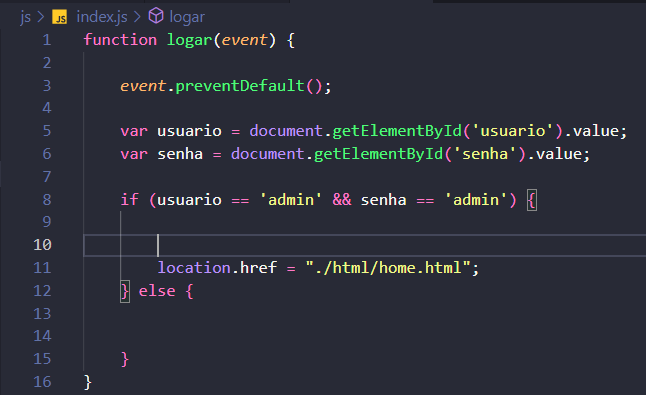 js > JS index.js > logar
1 function logar(event) {
2
3     event.preventDefault();
4
5     var usuario = document.getElementById('usuario').value;
6     var senha = document.getElementById('senha').value;
7
8     if (usuario == 'admin' && senha == 'admin') {
9
10
11         location.href = "./html/home.html";
12     } else {
13
14
15     }
16 }